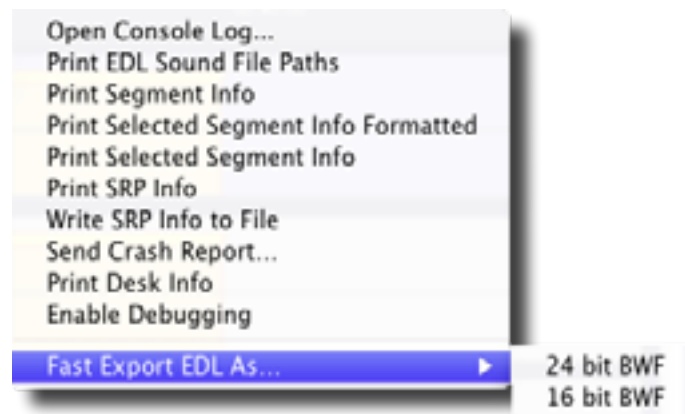 Open Console Log...
Print EDL Sound File Paths
Print Segment Info
Print Selected Segment Info Formatted
Print Selected Segment Info
Print SRP Info
Write SRP Info to File
Send Crash Report...
Print Desk Info
Enable Debugging
Fast Export EDL As...
24 bit BWF
16 bit BWF